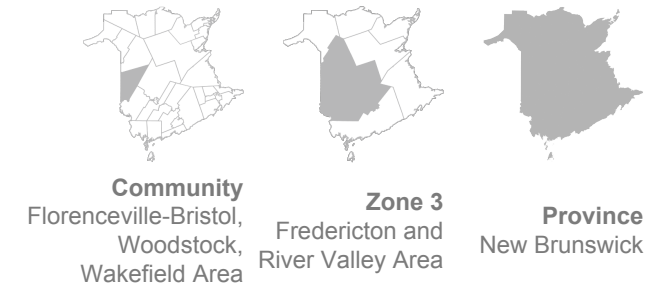 Community
Florenceville-Bristol,
Woodstock,
Wakefield Area
Zone 3
Fredericton and
River Valley Area
Province
New Brunswick